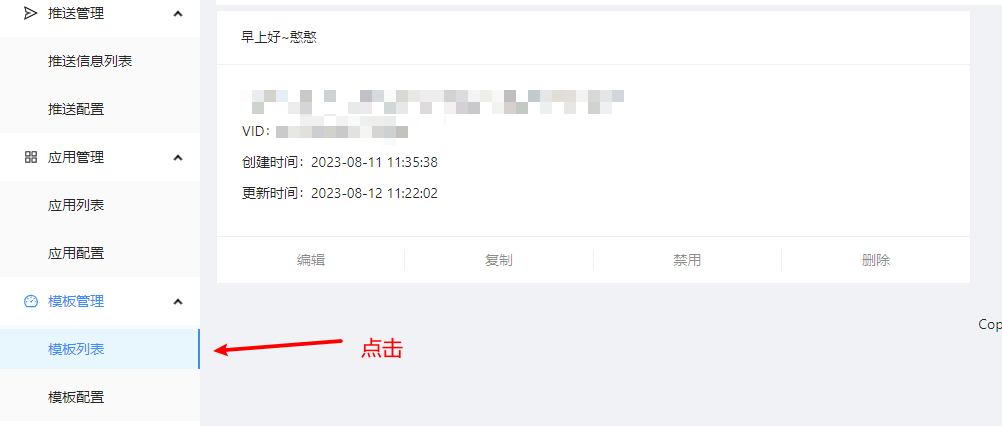 推送管理
推送信息列表
推送配置
应用管理
应用列表
应用配置
模板管理
模板列表
模板配置
早上好~憨憨
VID：
创建时间：2023-08-11 11:35:38
更新时间：2023-08-12 11:22:02
编辑 复制 禁用 删除
点击
Cop